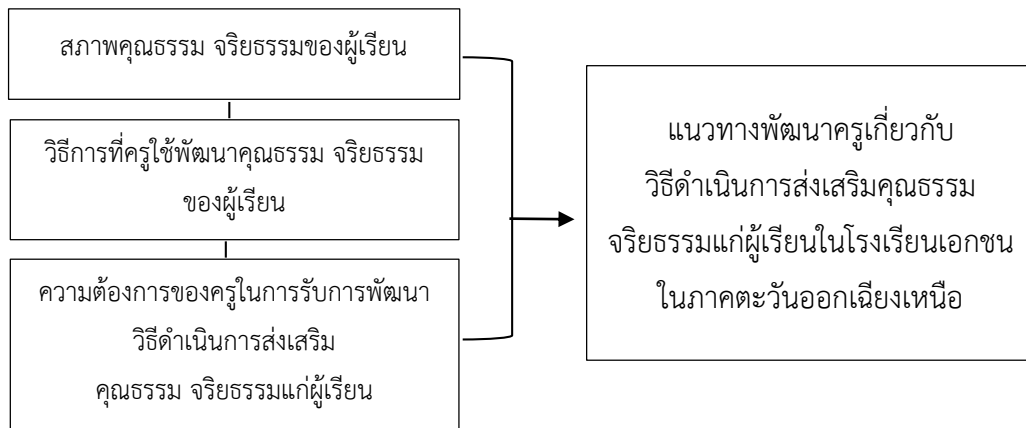 สภาพคุณธรรม จริยธรรมของผู้เรียน
วิธีการที่ครูใช้พัฒนาคุณธรรม จริยธรรม
ของผู้เรียน
ความต้องการของครูในการรับการพัฒนา
วิธีดำเนินการส่งเสริม
คุณธรรม จริยธรรมแก่ผู้เรียน
แนวทางพัฒนาครูเกี่ยวกับ
วิธีดำเนินการส่งเสริมคุณธรรม
จริยธรรมแก่ผู้เรียนในโรงเรียนเอกชน
ในภาคตะวันออกเฉียงเหนือ